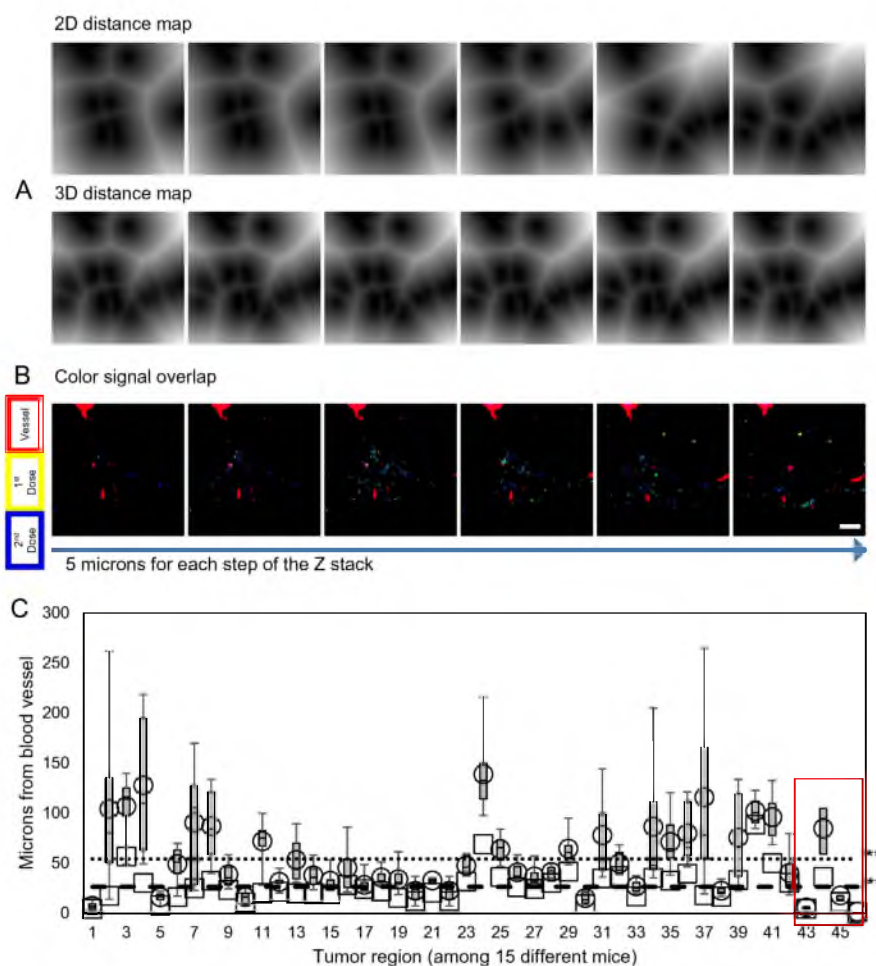 2D distance map
A
3D distance map
B
Color signal overlap
Vessel
1st
Dose
2nd
Dose
5 microns for each step of the Z stack
C
Microns from blood vessel
300
250
200
150
100
50
0
**
*
1 3 5 7 9 11 13 15 17 19 21 23 25 27 29 31 33 35 37 39 41 43 45
Tumor region (among 15 different mice)